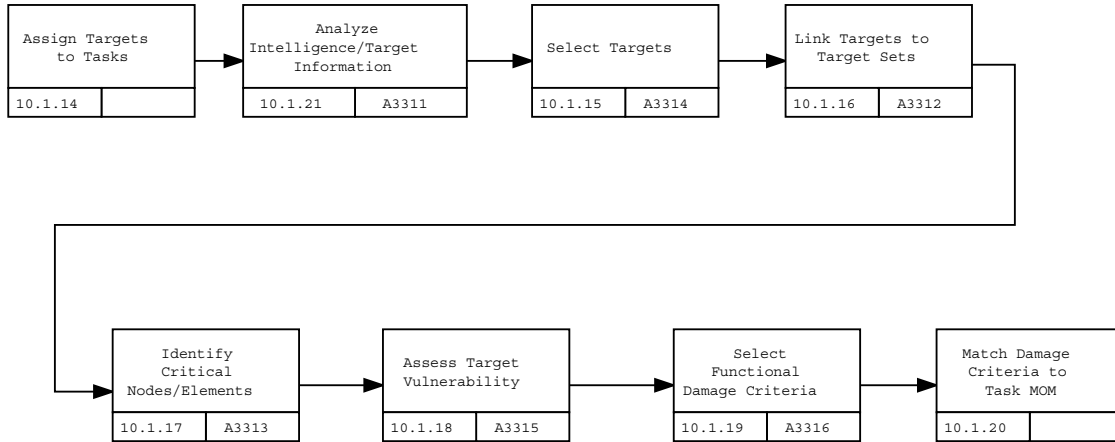 Assign Targets
to Tasks
10.1.14
Analyze
Intelligence/Target
Information
10.1.21 A3311
Select Targets
10.1.15 A3314
Link Targets to
Target Sets
10.1.16 A3312
Identify
Critical
Nodes/Elements
10.1.17 A3313
Assess Target
Vulnerability
10.1.18 A3315
Select
Functional
Damage Criteria
10.1.19 A3316
Match Damage
Criteria to
Task MOM
10.1.20